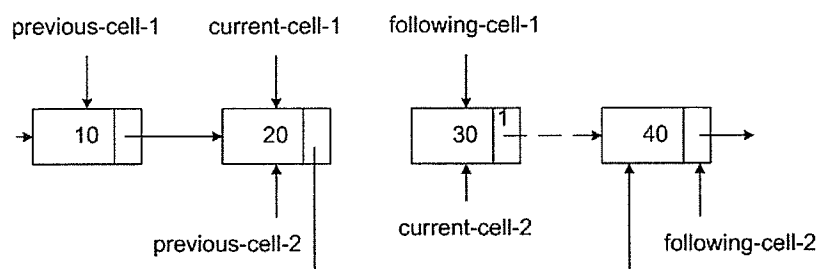 previous-cell-1 current-cell-1 following-cell-1
10 20 30 1 40
previous-cell-2 current-cell-2 following-cell-2